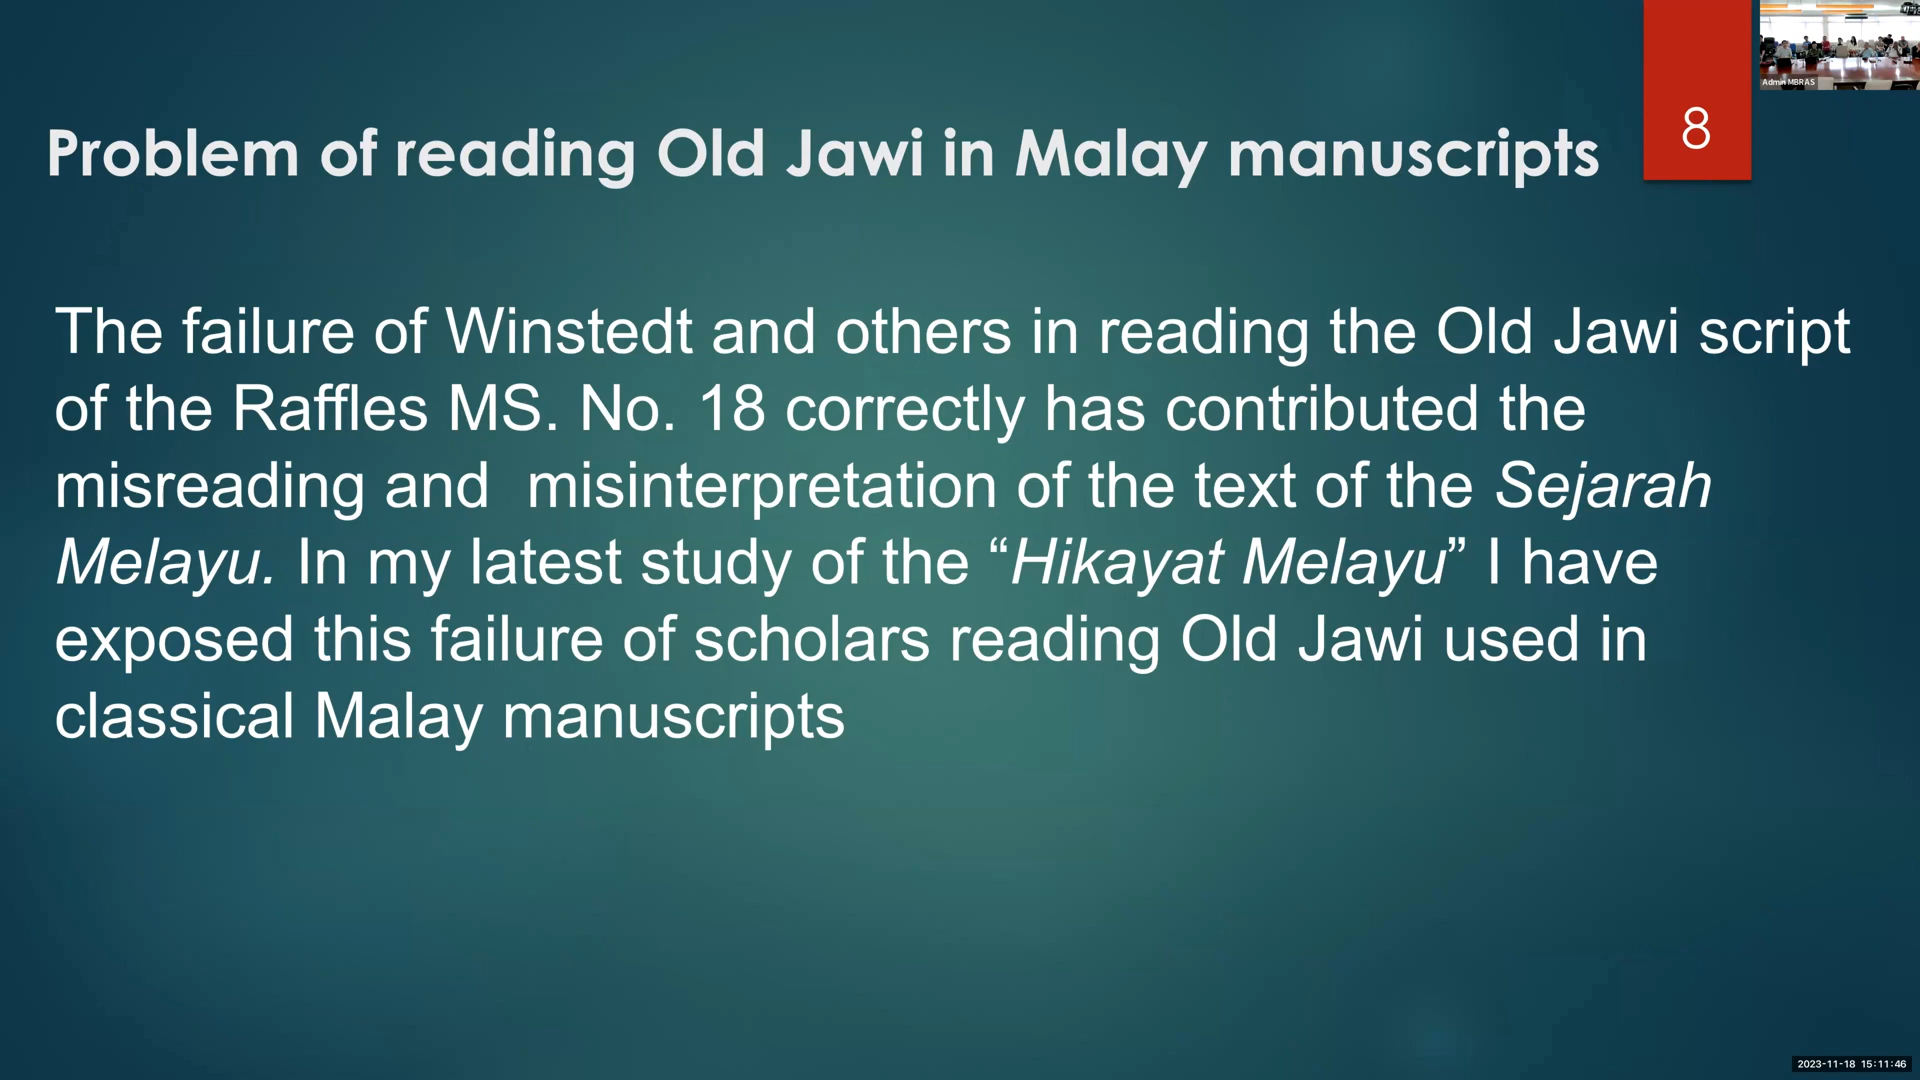 Admin MBRAS
8
Problem of reading Old Jawi in Malay manuscripts
The failure of Winstedt and others in reading the Old Jawi script
of the Raffles MS. No. 18 correctly has contributed the
misreading and  misinterpretation of the text of the Sejarah
Melayu. In my latest study of the “Hikayat Melayu” I have
exposed this failure of scholars reading Old Jawi used in
classical Malay manuscripts
2023-11-18 15:11:46